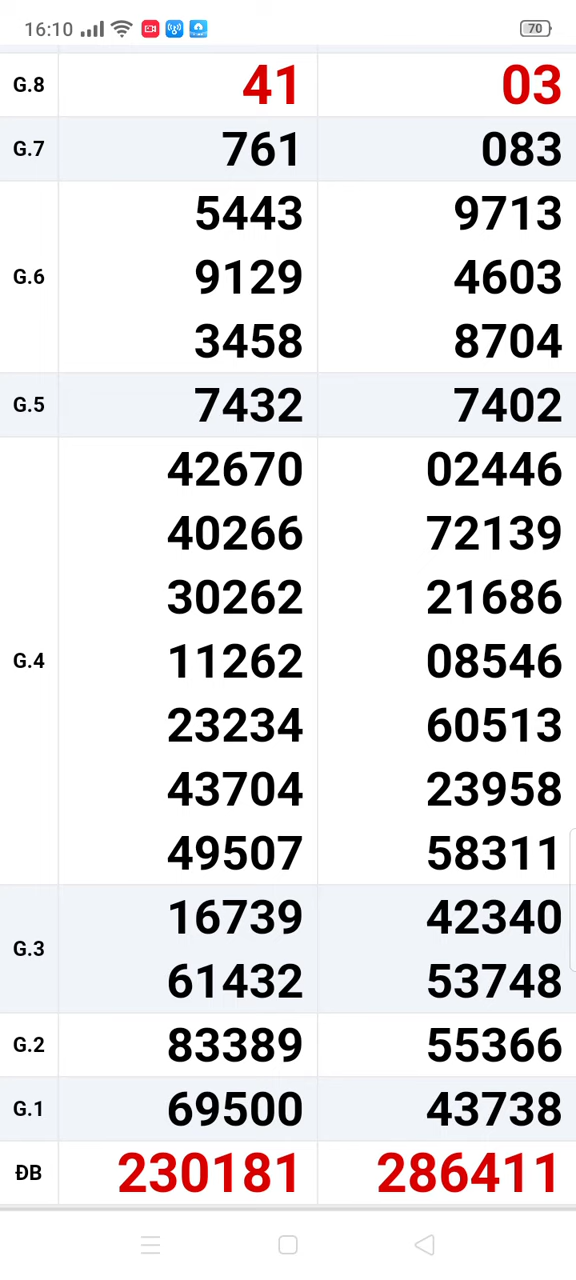 16:10 70
G.8 41 03
G.7 761 083
5443 9713
G.6 9129 4603
3458 8704
G.5 7432 7402
42670 02446
40266 72139
30262 21686
G.4 11262 08546
23234 60513
43704 23958
49507 58311
16739 42340
G.3
61432 53748
G.2 83389 55366
G.1 69500 43738
ĐB 230181 286411